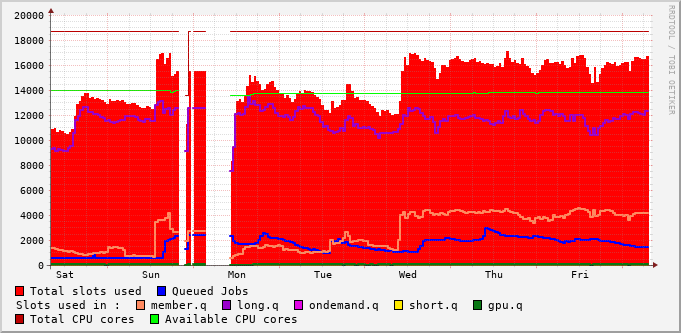 20000
18000
16000
14000
12000
10000
8000
6000
4000
2000
0
Sat Sun Mon Tue Wed Thu Fri
RRDTOOL / TOBI OETIKER
Total slots used Queued Jobs
Slots used in : member.q long.q ondemand.q short.q gpu.q
Total CPU cores Available CPU cores